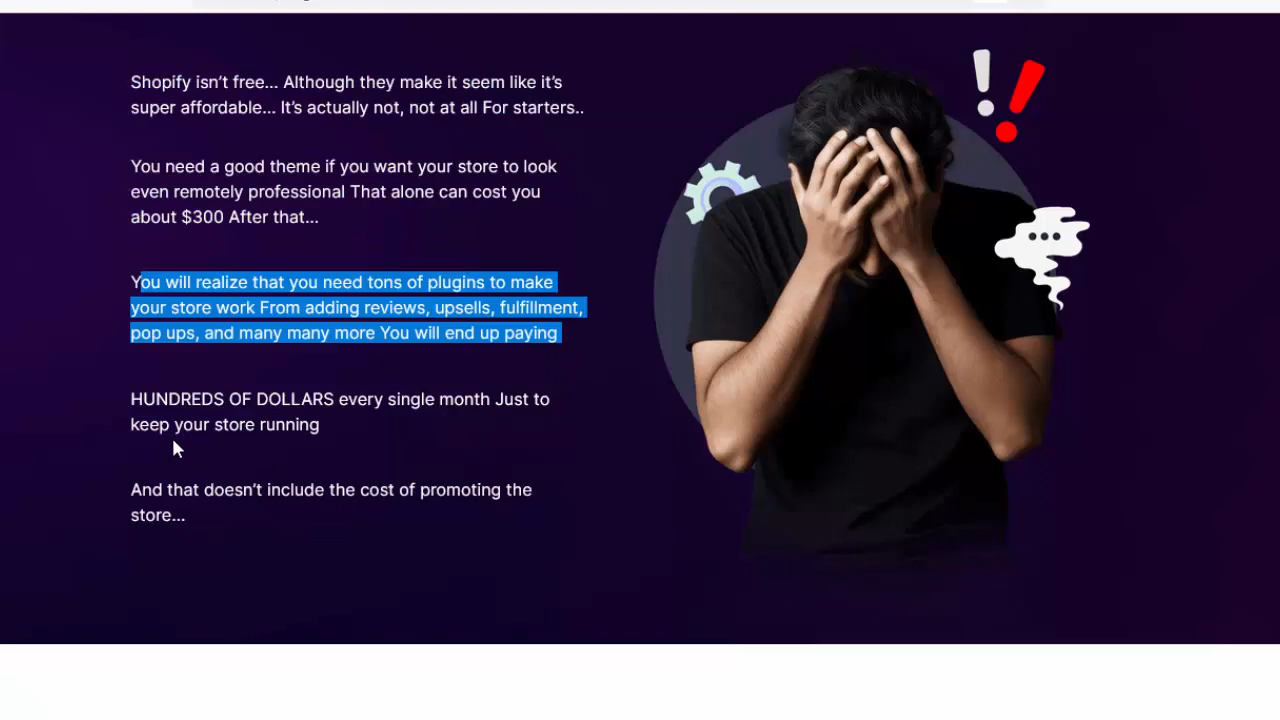 Shopify isn’t free... Although they make it seem like it’s
super affordable... It’s actually not, not at all For starters..
You need a good theme if you want your store to look
even remotely professional That alone can cost you
about $300 After that...
You will realize that you need tons of plugins to make
your store work From adding reviews, upsells, fulfillment,
pop ups, and many many more You will end up paying
HUNDREDS OF DOLLARS every single month Just to
keep your store running
And that doesn’t include the cost of promoting the
store...